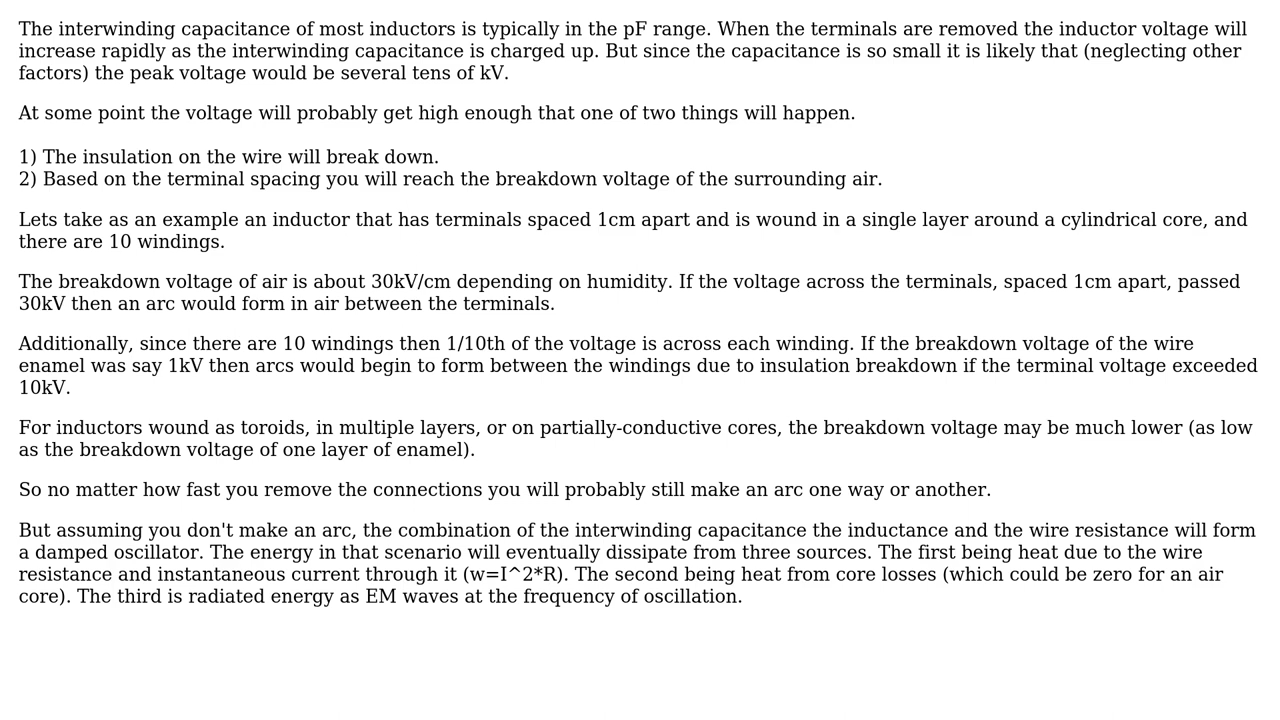 The interwinding capacitance of most inductors is typically in the pF range. When the terminals are removed the inductor voltage will
increase rapidly as the interwinding capacitance is charged up. But since the capacitance is so small it is likely that (neglecting other
factors) the peak voltage would be several tens of kV.
At some point the voltage will probably get high enough that one of two things will happen.
1) The insulation on the wire will break down.
2) Based on the terminal spacing you will reach the breakdown voltage of the surrounding air.
Lets take as an example an inductor that has terminals spaced 1cm apart and is wound in a single layer around a cylindrical core, and
there are 10 windings.
The breakdown voltage of air is about 30kV/cm depending on humidity. If the voltage across the terminals, spaced 1cm apart, passed
30kV then an arc would form in air between the terminals.
Additionally, since there are 10 windings then 1/10th of the voltage is across each winding. If the breakdown voltage of the wire
enamel was say 1kV then arcs would begin to form between the windings due to insulation breakdown if the terminal voltage exceeded
10kV.
For inductors wound as toroids, in multiple layers, or on partially-conductive cores, the breakdown voltage may be much lower (as low
as the breakdown voltage of one layer of enamel).
So no matter how fast you remove the connections you will probably still make an arc one way or another.
But assuming you don't make an arc, the combination of the interwinding capacitance the inductance and the wire resistance will form
a damped oscillator. The energy in that scenario will eventually dissipate from three sources. The first being heat due to the wire
resistance and instantaneous current through it (w=I^2*R). The second being heat from core losses (which could be zero for an air
core). The third is radiated energy as EM waves at the frequency of oscillation.